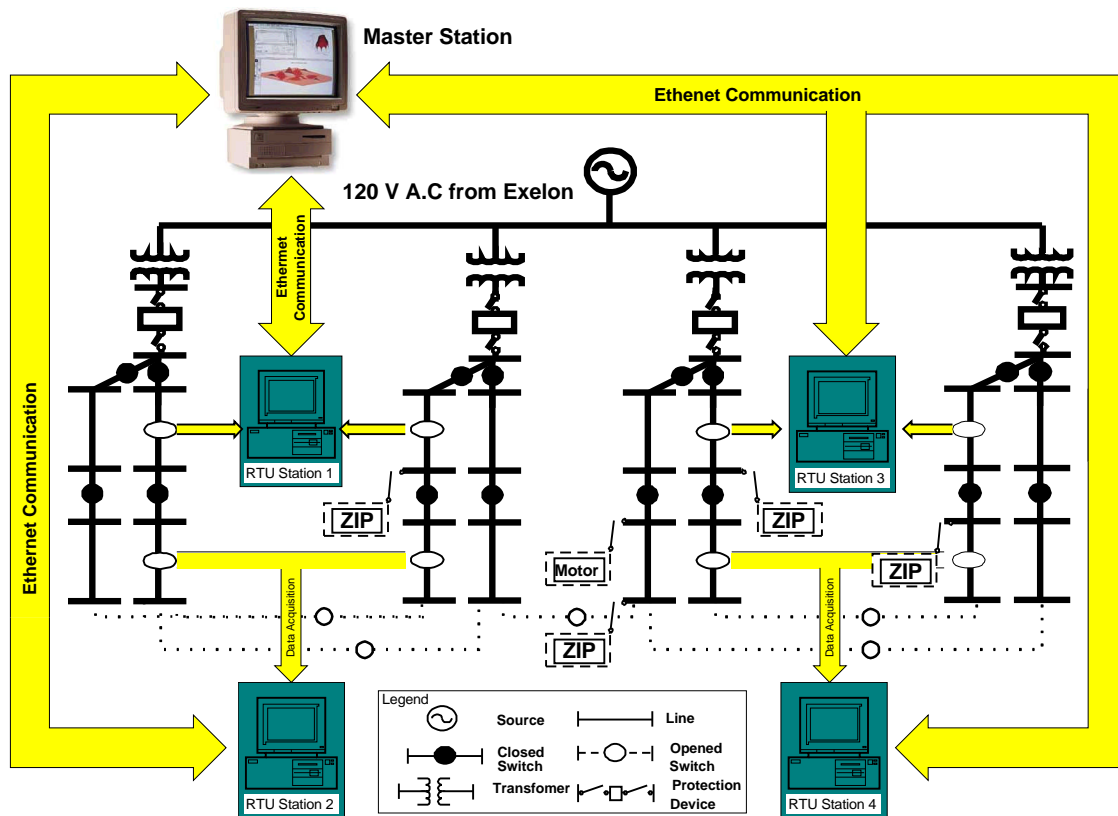 Master Station
Ethenet Communication
120 V A.C from Exelon
Ethermet
Communication
Ethernet Communication
RTU Station 1
RTU Station 3
ZIP
ZIP
Motor
ZIP
ZIP
Data Acquisition
Data Acquisition
RTU Station 2
RTU Station 4
Legend
Source
Line
Closed
Switch
Opened
Switch
Transfomer
Protection
Device